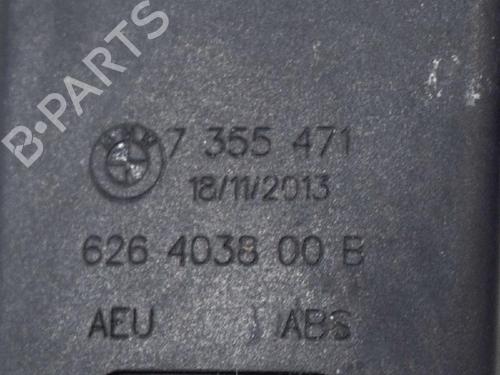 B·PARTS
7 355 471
18/11/2013
626 4038 00 B
AEU ABS